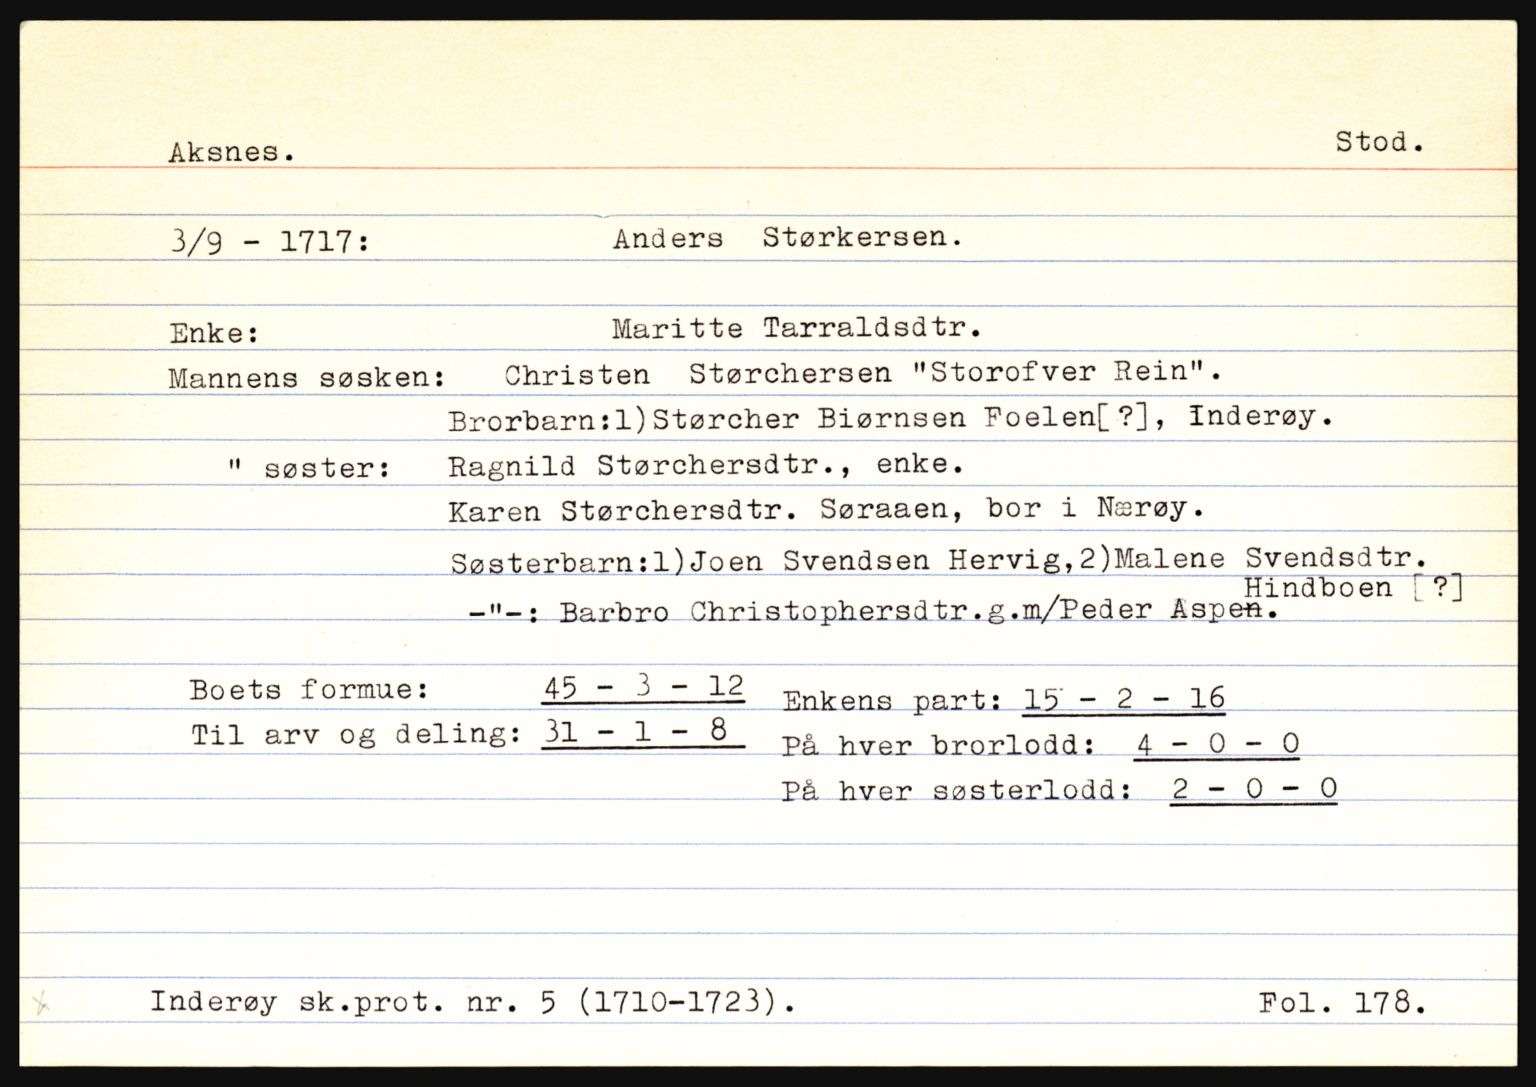 Aksnes. Stod.
3/9 - 1717: Anders Størkersen.
Enke: Maritte Tarraldsdtr.
Mannens søsken: Christen Størchersen "Storofver Rein".
Brorbarn:1)Størcher Biørnsen Foelen[?], Inderøy.
" søster: Ragnild Størchersdtr., enke.
Karen Størchersdtr. Søraaen, bor i Nærøy.
Søsterbarn:1)Joen Svendsen Hervig,2)Malene Svendsdtr.
Hindboen [?]
-"-: Barbro Christophersdtr.g.m/Peder Aspen.
Boets formue: 45 - 3 - 12 Enkens part: 15 - 2 - 16
Til arv og deling: 31 - 1 - 8 På hver brorlodd: 4 - 0 - 0
På hver søsterlodd: 2 - 0 - 0
Inderøy sk.prot. nr. 5 (1710-1723). Fol. 178.